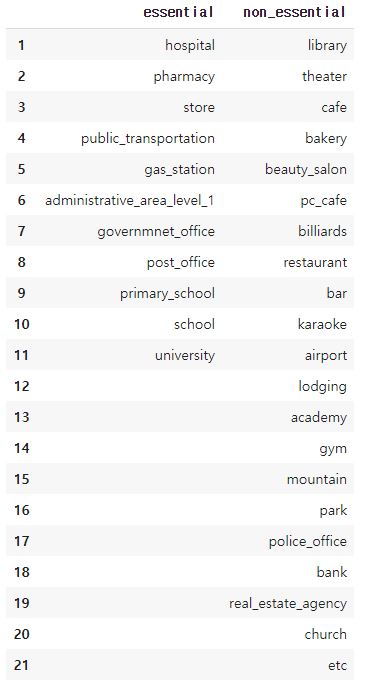 essential non_essential
1 hospital library
2 pharmacy theater
3 store cafe
4 public_transportation bakery
5 gas_station beauty_salon
6 administrative_area_level_1 pc_cafe
7 governmnet_office billiards
8 post_office restaurant
9 primary_school bar
10 school karaoke
11 university airport
12 lodging
13 academy
14 gym
15 mountain
16 park
17 police_office
18 bank
19 real_estate_agency
20 church
21 etc